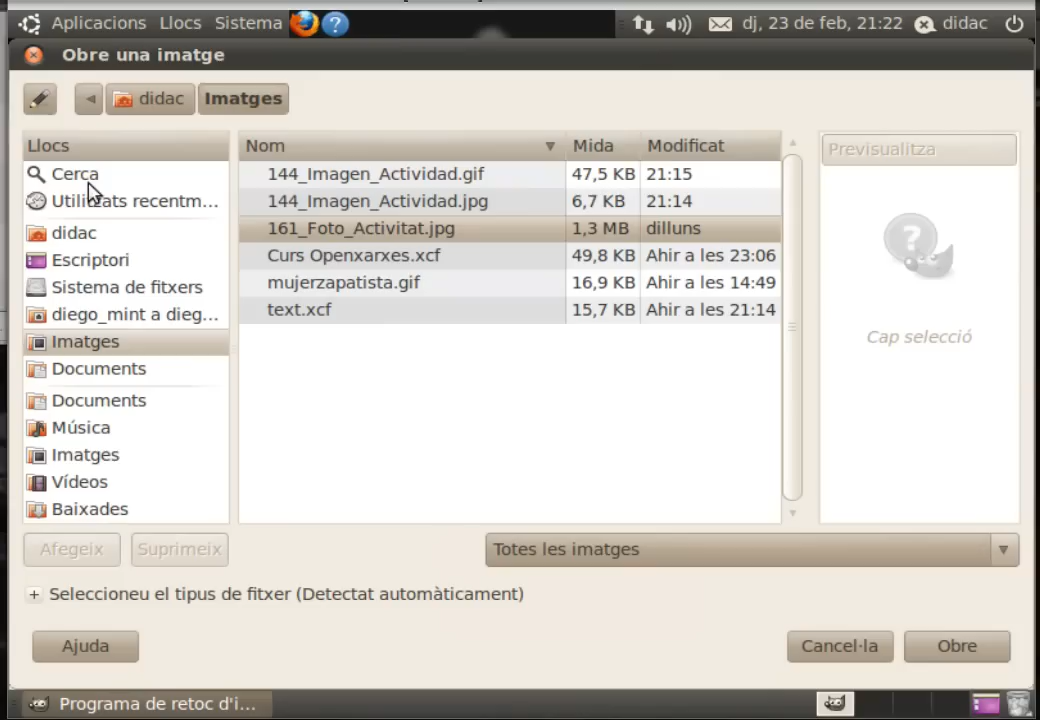 Aplicacions Llocs Sistema dj, 23 de feb, 21:22 didac
Obre una imatge
didac Imatges
Llocs
Cerca
Utilitzats recentm...
didac
Escriptori
Sistema de fitxers
diego_mint a dieg...
Imatges
Documents
Documents
Música
Imatges
Vídeos
Baixades
Nom Mida Modificat
144_Imagen_Actividad.gif 47,5 KB 21:15
144_Imagen_Actividad.jpg 6,7 KB 21:14
161_Foto_Activitat.jpg 1,3 MB dilluns
Curs Openxarxes.xcf 49,8 KB Ahir a les 23:06
mujerzapatista.gif 16,9 KB Ahir a les 14:49
text.xcf 15,7 KB Ahir a les 21:14
Previsualitza
Cap selecció
Afegeix Suprimeix Totes les imatges
+ Seleccioneu el tipus de fitxer (Detectat automàticament)
Ajuda Cancel·la Obre
Programa de retoc d'i...